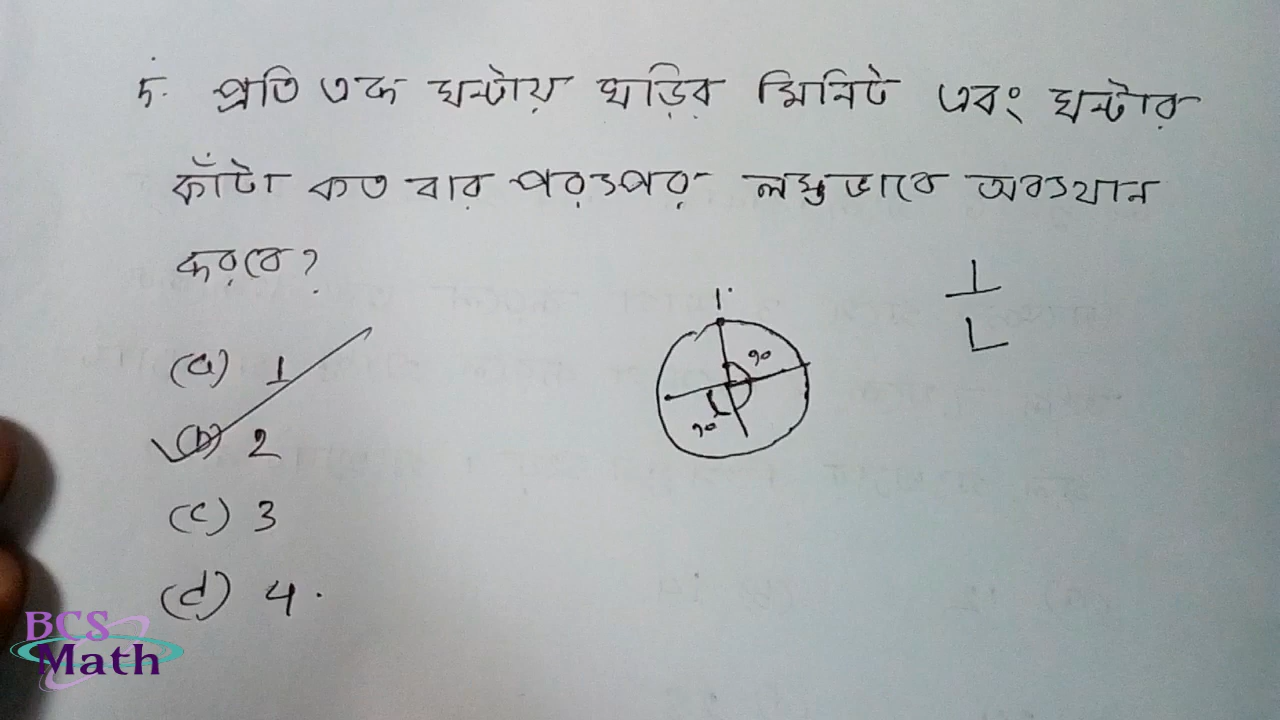 ৮. প্রতি এক ঘন্টায় ঘড়ির মিনিট এবং ঘন্টার
কাঁটা কত বার পরস্পর লম্বভাবে অবস্থান
করবে?
(a) 1
(b) 2
(c) 3
(d) 4.
1
90
90
BCS
Math